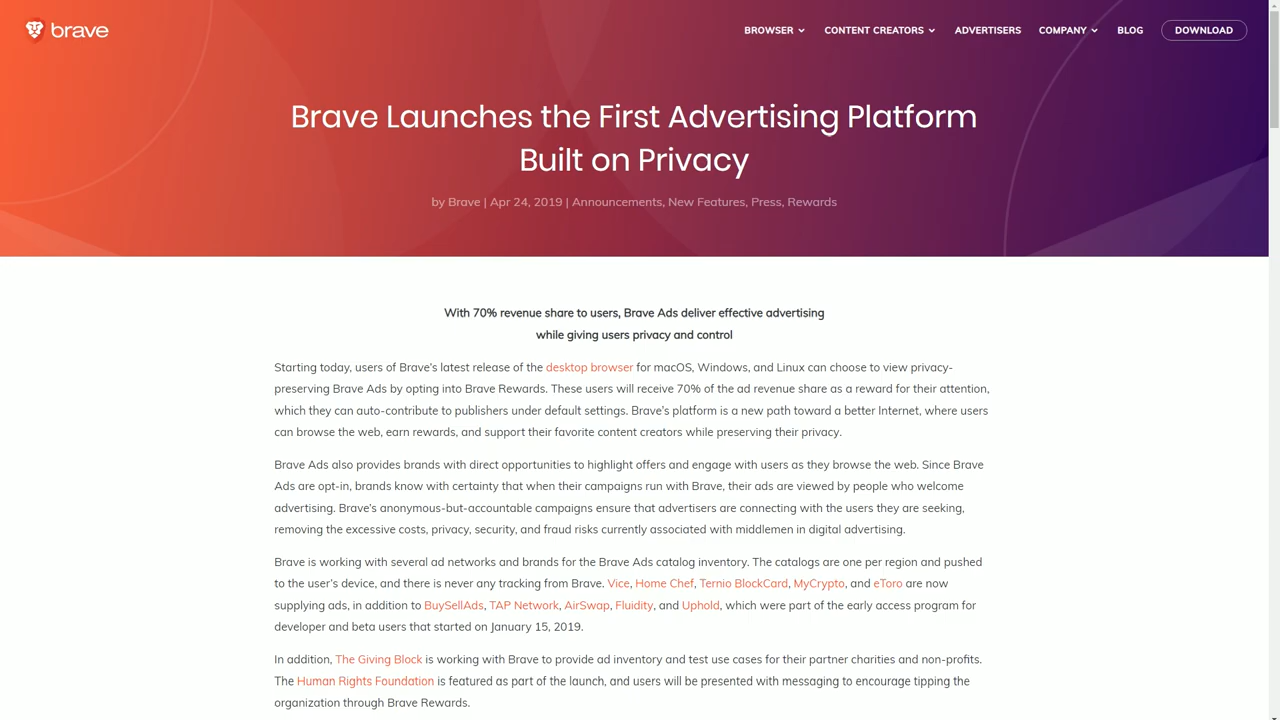 brave
BROWSER
CONTENT CREATORS
ADVERTISERS
COMPANY
BLOG
DOWNLOAD
Brave Launches the First Advertising Platform
Built on Privacy
by Brave | Apr 24, 2019 | Announcements, New Features, Press, Rewards
With 70% revenue share to users, Brave Ads deliver effective advertising
while giving users privacy and control
Starting today, users of Brave's latest release of the desktop browser for macOS, Windows, and Linux can choose to view privacy-
preserving Brave Ads by opting into Brave Rewards. These users will receive 70% of the ad revenue share as a reward for their attention,
which they can auto-contribute to publishers under default settings. Brave's platform is a new path toward a better Internet, where users
can browse the web, earn rewards, and support their favorite content creators while preserving their privacy.
Brave Ads also provides brands with direct opportunities to highlight offers and engage with users as they browse the web. Since Brave
Ads are opt-in, brands know with certainty that when their campaigns run with Brave, their ads are viewed by people who welcome
advertising. Brave's anonymous-but-accountable campaigns ensure that advertisers are connecting with the users they are seeking,
removing the excessive costs, privacy, security, and fraud risks currently associated with middlemen in digital advertising.
Brave is working with several ad networks and brands for the Brave Ads catalog inventory. The catalogs are one per region and pushed
to the user's device, and there is never any tracking from Brave. Vice, Home Chef, Ternio BlockCard, MyCrypto, and eToro are now
supplying ads, in addition to BuySellAds, TAP Network, AirSwap, Fluidity, and Uphold, which were part of the early access program for
developer and beta users that started on January 15, 2019.
In addition, The Giving Block is working with Brave to provide ad inventory and test use cases for their partner charities and non-profits.
The Human Rights Foundation is featured as part of the launch, and users will be presented with messaging to encourage tipping the
organization through Brave Rewards.